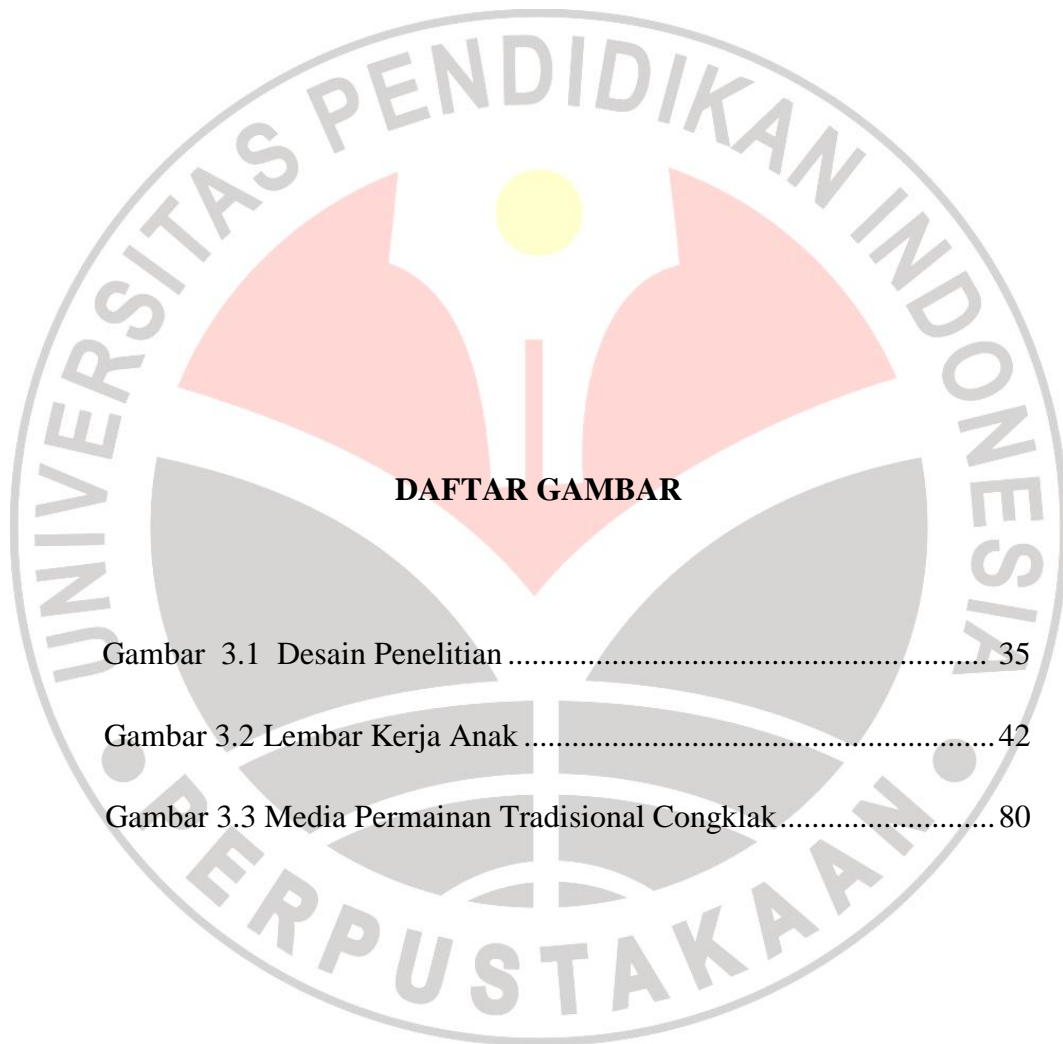 UNIVERSITAS PENDIDIKAN INDONESIA
DAFTAR GAMBAR
Gambar  3.1  Desain Penelitian ............................................................ 35
Gambar 3.2 Lembar Kerja Anak ........................................................... 42
Gambar 3.3 Media Permainan Tradisional Congklak ........................... 80
PERPUSTAKAAN